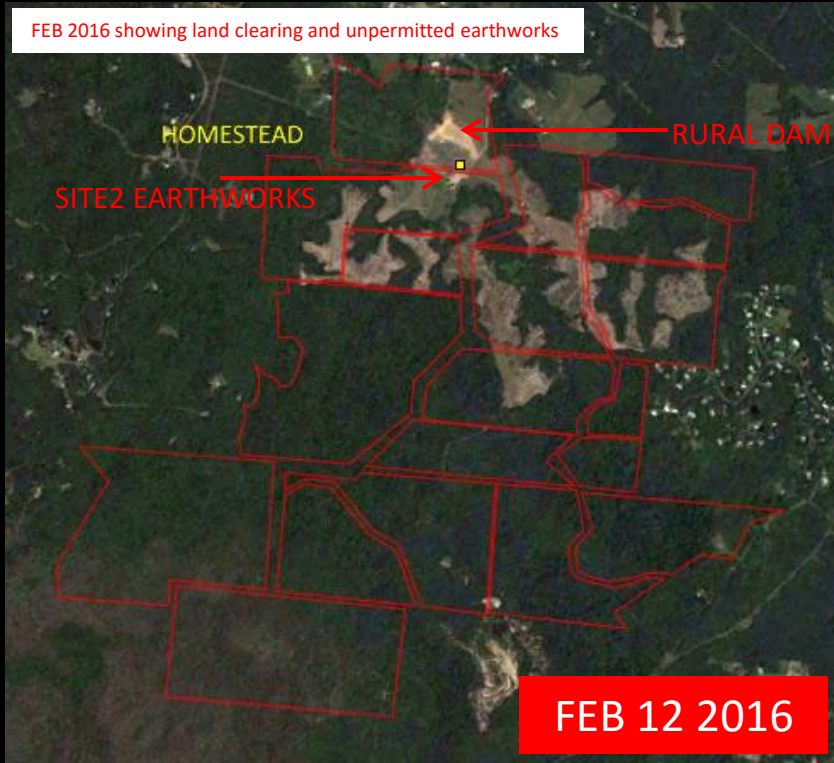 FEB 2016 showing land clearing and unpermitted earthworks
HOMESTEAD
RURAL DAM
SITE2 EARTHWORKS
FEB 12 2016